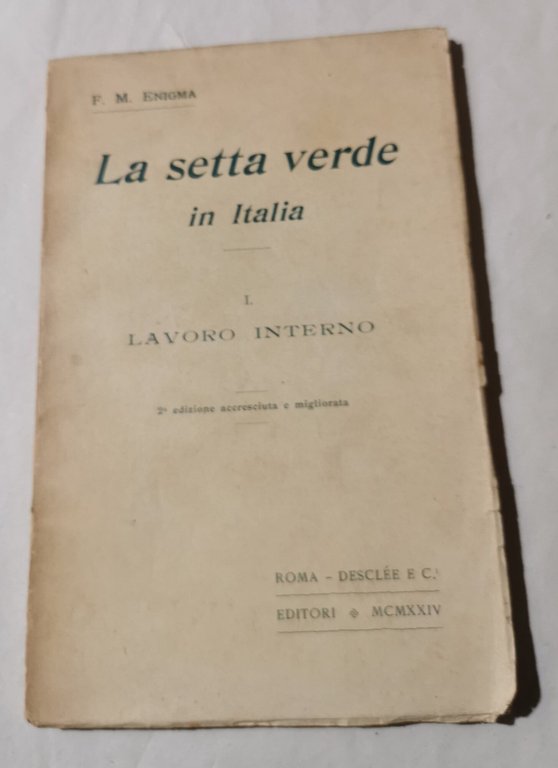 F. M. ENIGMA
La setta verde
in Italia
I.
LAVORO INTERNO
2ª edizione accresciuta e migliorata
ROMA - DESCLÉE E C.ⁱ
EDITORI ❉ MCMXXIV